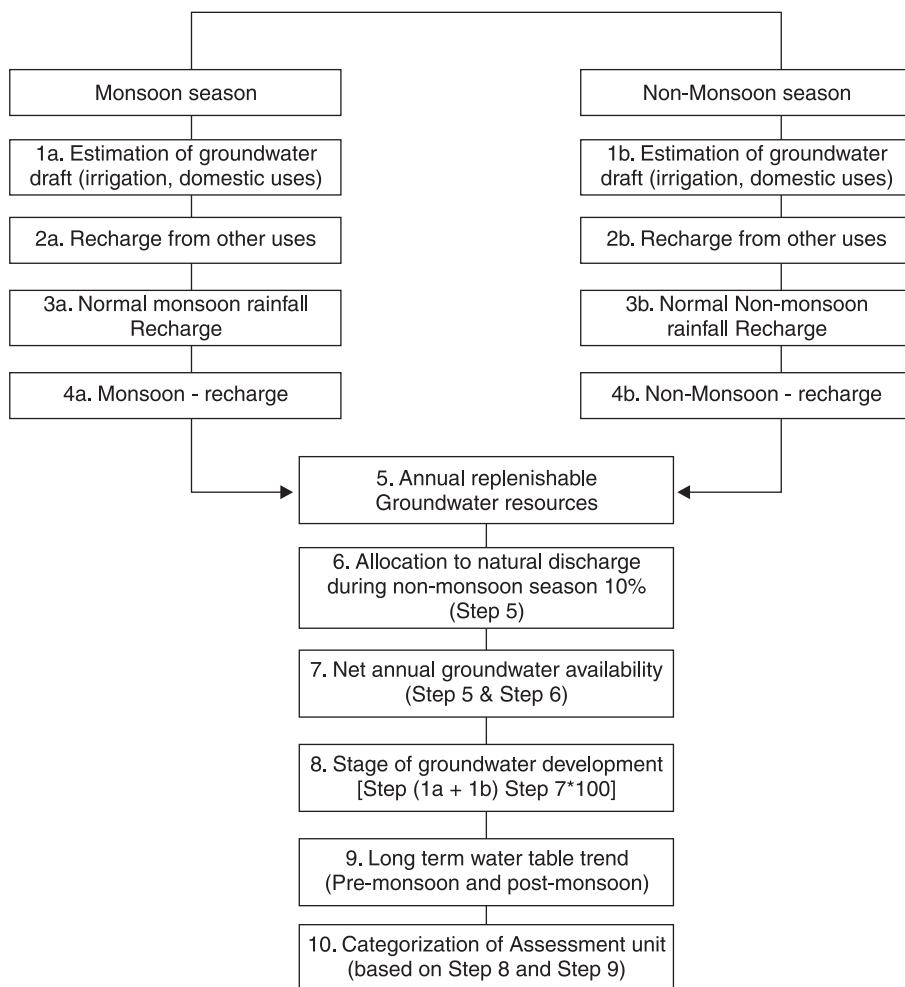 Monsoon season
Non-Monsoon season
1a. Estimation of groundwater
draft (irrigation, domestic uses)
1b. Estimation of groundwater
draft (irrigation, domestic uses)
2a. Recharge from other uses
2b. Recharge from other uses
3a. Normal monsoon rainfall
Recharge
3b. Normal Non-monsoon
rainfall Recharge
4a. Monsoon - recharge
4b. Non-Monsoon - recharge
5. Annual replenishable
Groundwater resources
6. Allocation to natural discharge
during non-monsoon season 10%
(Step 5)
7. Net annual groundwater availability
(Step 5 & Step 6)
8. Stage of groundwater development
[Step (1a + 1b) Step 7*100]
9. Long term water table trend
(Pre-monsoon and post-monsoon)
10. Categorization of Assessment unit
(based on Step 8 and Step 9)